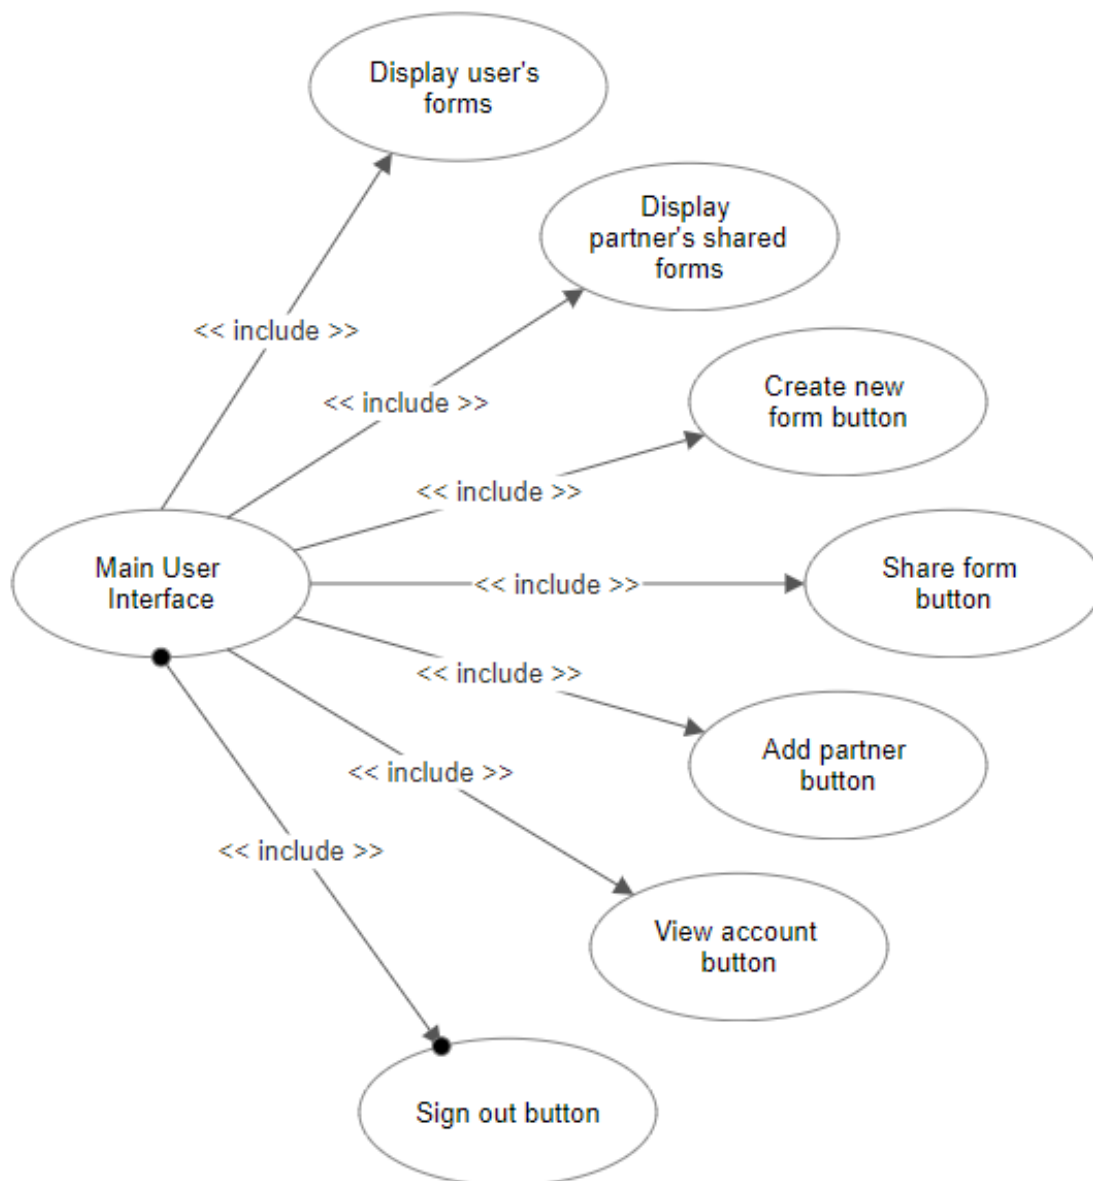 Display user's
forms
Display
partner's shared
forms
<< include >>
<< include >>
Create new
form button
<< include >>
Main User
Interface
<< include >>
Share form
button
<< include >>
Add partner
button
<< include >>
<< include >>
View account
button
Sign out button